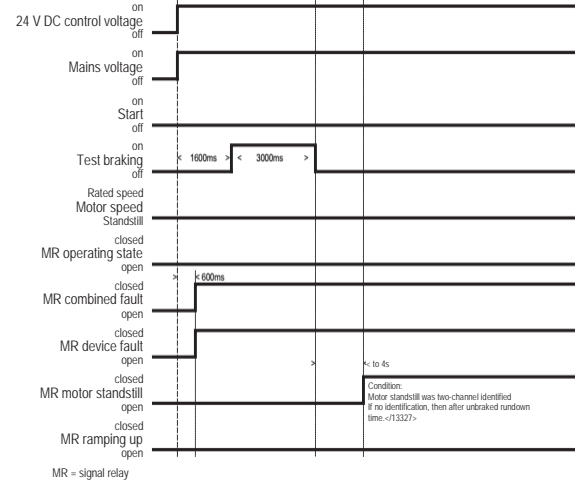 on
24 V DC control voltage
off
on
Mains voltage
off
on
Start
off
on
Test braking
off
< 1600ms > < 3000ms >
Rated speed
Motor speed
Standstill
closed
MR operating state
open
> < 600ms
closed
MR combined fault
open
closed
MR device fault
open
> < to 4s
closed
MR motor standstill
open
Condition:
Motor standstill was two-channel identified
If no identification, then after unbraked rundown
time.</13327>
closed
MR ramping up
open
MR = signal relay